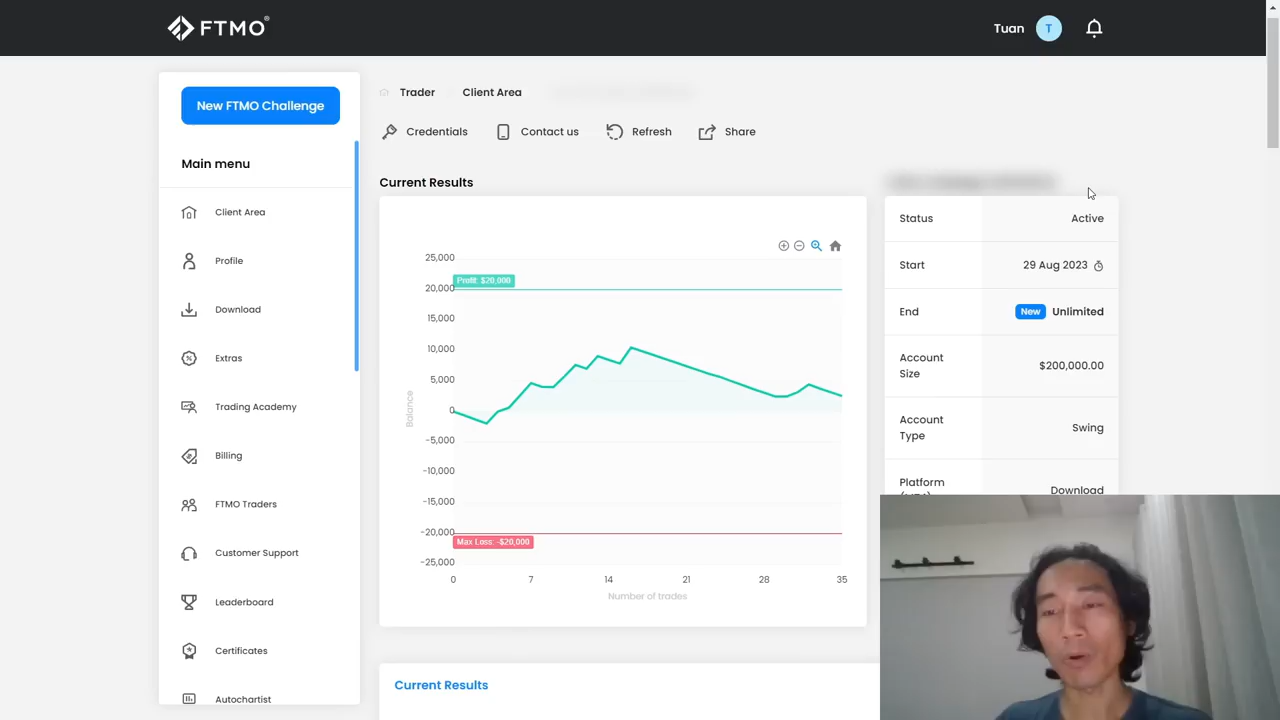 FTMO®
Tuan
T
New FTMO Challenge
Main menu
Client Area
Profile
Download
Extras
Trading Academy
Billing
FTMO Traders
Customer Support
Leaderboard
Certificates
Autochartist
Trader
Client Area
Credentials
Contact us
Refresh
Share
Current Results
25,000
20,000
15,000
10,000
5,000
0
-5,000
-10,000
-15,000
-20,000
-25,000
Balance
Profit: $20,000
Max Loss: -$20,000
0 7 14 21 28 35
Number of trades
Current Results
Status Active
Start 29 Aug 2023
End New Unlimited
Account Size $200,000.00
Account Type Swing
Platform Download